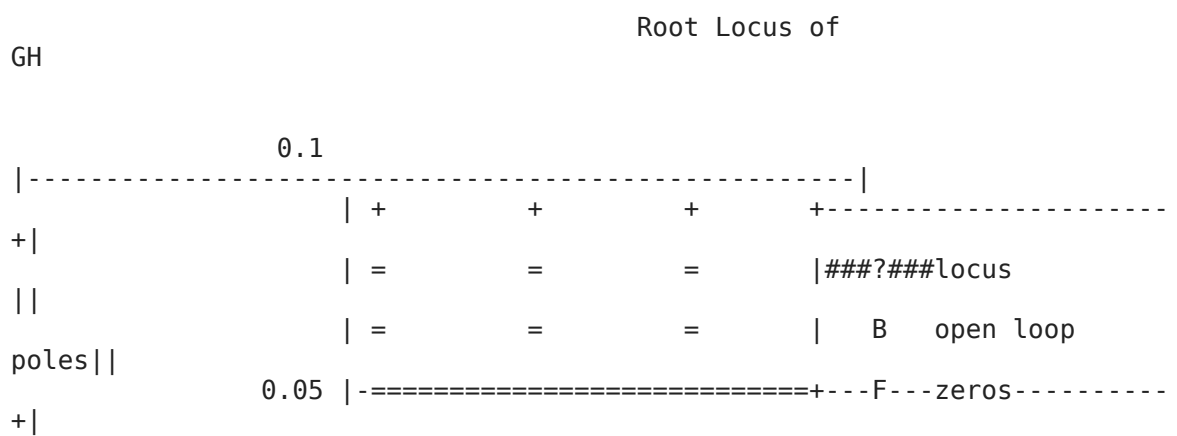 Root Locus of
GH

                 0.1
|-----------------------------------------------------|
                     | +         +         +       +----------------------
+|
                     | =         =         =       |###?###locus
||
                     | =         =         =       |   B   open loop
poles||
                0.05 |-============================+---F---zeros----------
+|